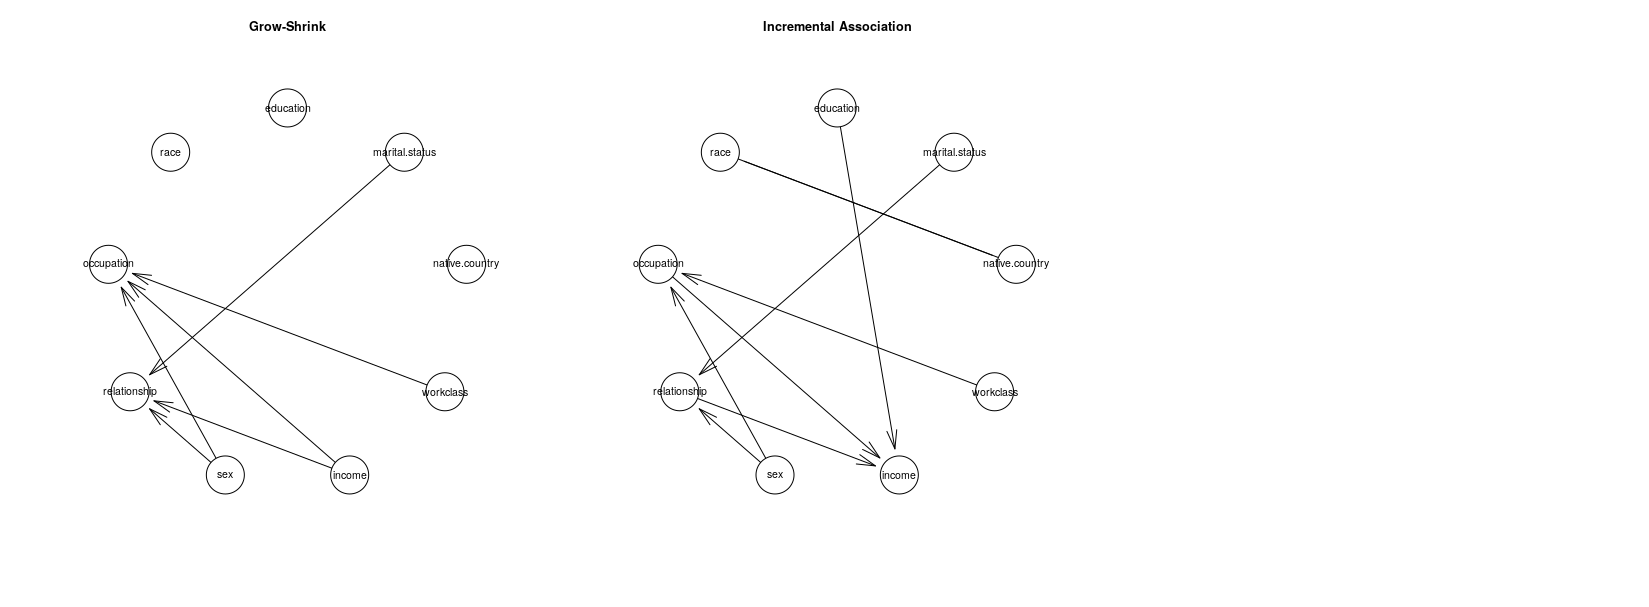 Grow-Shrink
education
race
marital.status
occupation
native.country
relationship
workclass
sex
income
Incremental Association
education
race
marital.status
occupation
native.country
relationship
workclass
sex
income